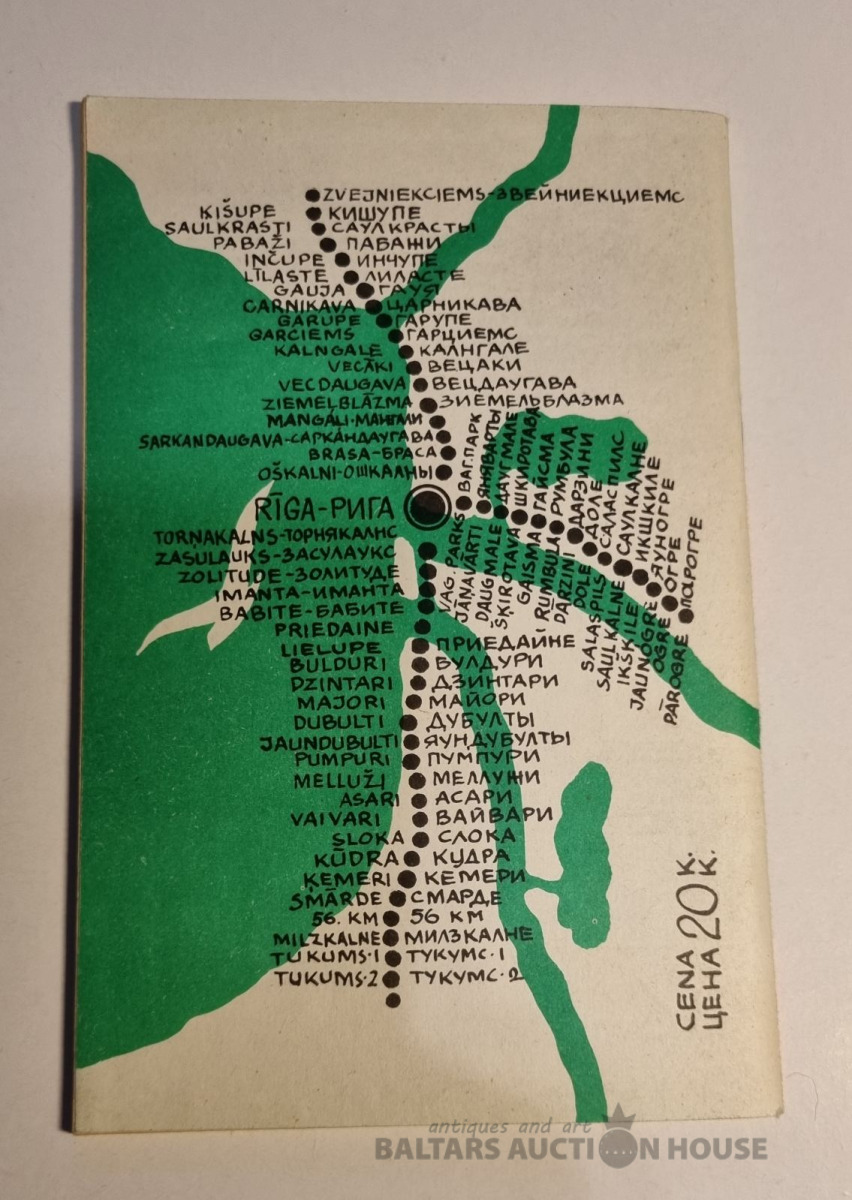 ZVEJNIEKCIEMS-ЗВЕЙНИЕКЦИЕМС
KIŠUPE КИШУПЕ
SAULKRASTI САУЛКРАСТЫ
PABAŽI ПАБАЖИ
INČUPE ИНЧУПЕ
LĪLASTE ЛИЛАСТЕ
GAUJA ГАУЯ
CARNIKAVA ЦАРНИКАВА
GARUPE ГАРУПЕ
GARCIEMS ГАРЦИЕМС
KALNGALE КАЛНГАЛЕ
VECĀKI ВЕЦАКИ
VECDAUGAVA ВЕЦДАУГАВА
ZIEMEĻBLĀZMA ЗИЕМЕЛЬБЛАЗМА
MANGĀLI-МАНГАЛИ
SARKANDAUGAVA-САРКАНДАУГАВА
BRASA-БРАСА
OŠKALNI-ОШКАЛНЫ
RĪGA-РИГА
VAG. PARKS ВАГ. ПАРК
JĀŅAVĀRTI ЯНЯВАРТЫ
DAUGMALE ДАУГМАЛЕ
ŠĶIROTAVA ШКИРОТАВА
GAISMA ГАЙСМА
RUMBULA РУМБУЛА
DĀRZINI ДАРЗИНИ
DOLE ДОЛЕ
SALASPILS САЛАСПИЛС
SAULKALNE САУЛКАЛНЕ
IKŠĶILE ИКШКИЛЕ
JAUNOGRE ЯУНОГРЕ
OGRE ОГРЕ
PĀROGRE ПАРОГРЕ
TORNAKALNS-ТОРНЯКАЛНС
ZASULAUKS-ЗАСУЛАУКС
ZOLITUDE-ЗОЛИТУДЕ
IMANTA-ИМАНТА
BABĪTE-БАБИТЕ
PRIEDAINE ПРИЕДАЙНЕ
LIELUPE
BULDURI БУЛДУРИ
DZINTARI ДЗИНТАРИ
MAJORI МАЙОРИ
DUBULTI ДУБУЛТЫ
JAUNDUBULTI ЯУНДУБУЛТЫ
PUMPURI ПУМПУРИ
MELLUŽI МЕЛЛУЖИ
ASARI АСАРИ
VAIVARI ВАЙВАРИ
SLOKA СЛОКА
KŪDRA КУДРА
ĶEMERI КЕМЕРИ
SMĀRDE СМАРДЕ
56. KM 56 КМ
MILZKALNE МИЛЗКАЛНЕ
TUKUMS-1 ТУКУМС-1
TUKUMS-2 ТУКУМС-2
CENA 20 К.
ЦЕНА 20 К.
antiques and art
BALTARS AUCTION HOUSE